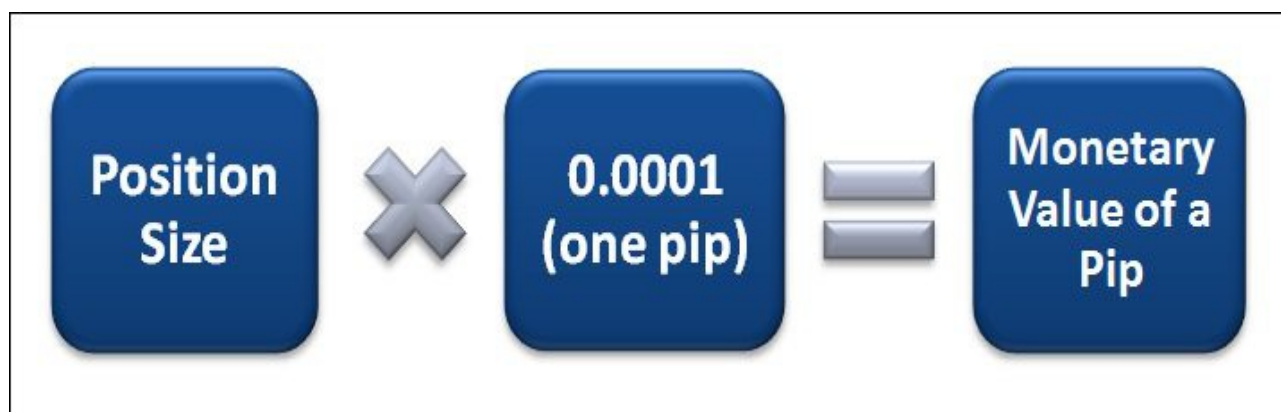 Position
Size
0.0001
(one pip)
Monetary
Value of a
Pip